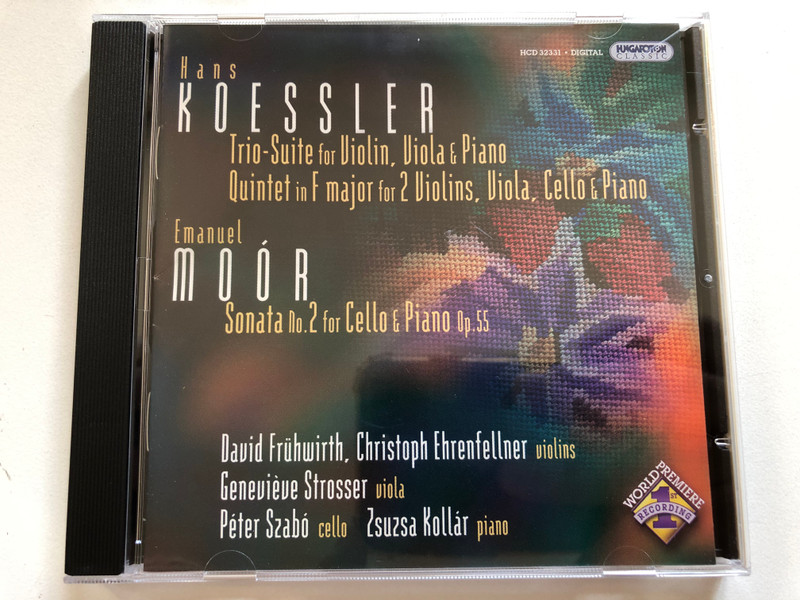 HCD 32331 • DIGITAL
HUNGAROTON
CLASSIC
Hans
KOESSLER
Trio-Suite for Violin, Viola & Piano
Quintet in F major for 2 Violins, Viola, Cello & Piano
Emanuel
MOÓR
Sonata No.2 for Cello & Piano Op.55
David Frühwirth, Christoph Ehrenfellner violins
Geneviève Strosser viola
Péter Szabó cello Zsuzsa Kollár piano
WORLD PREMIERE
1ST
RECORDING